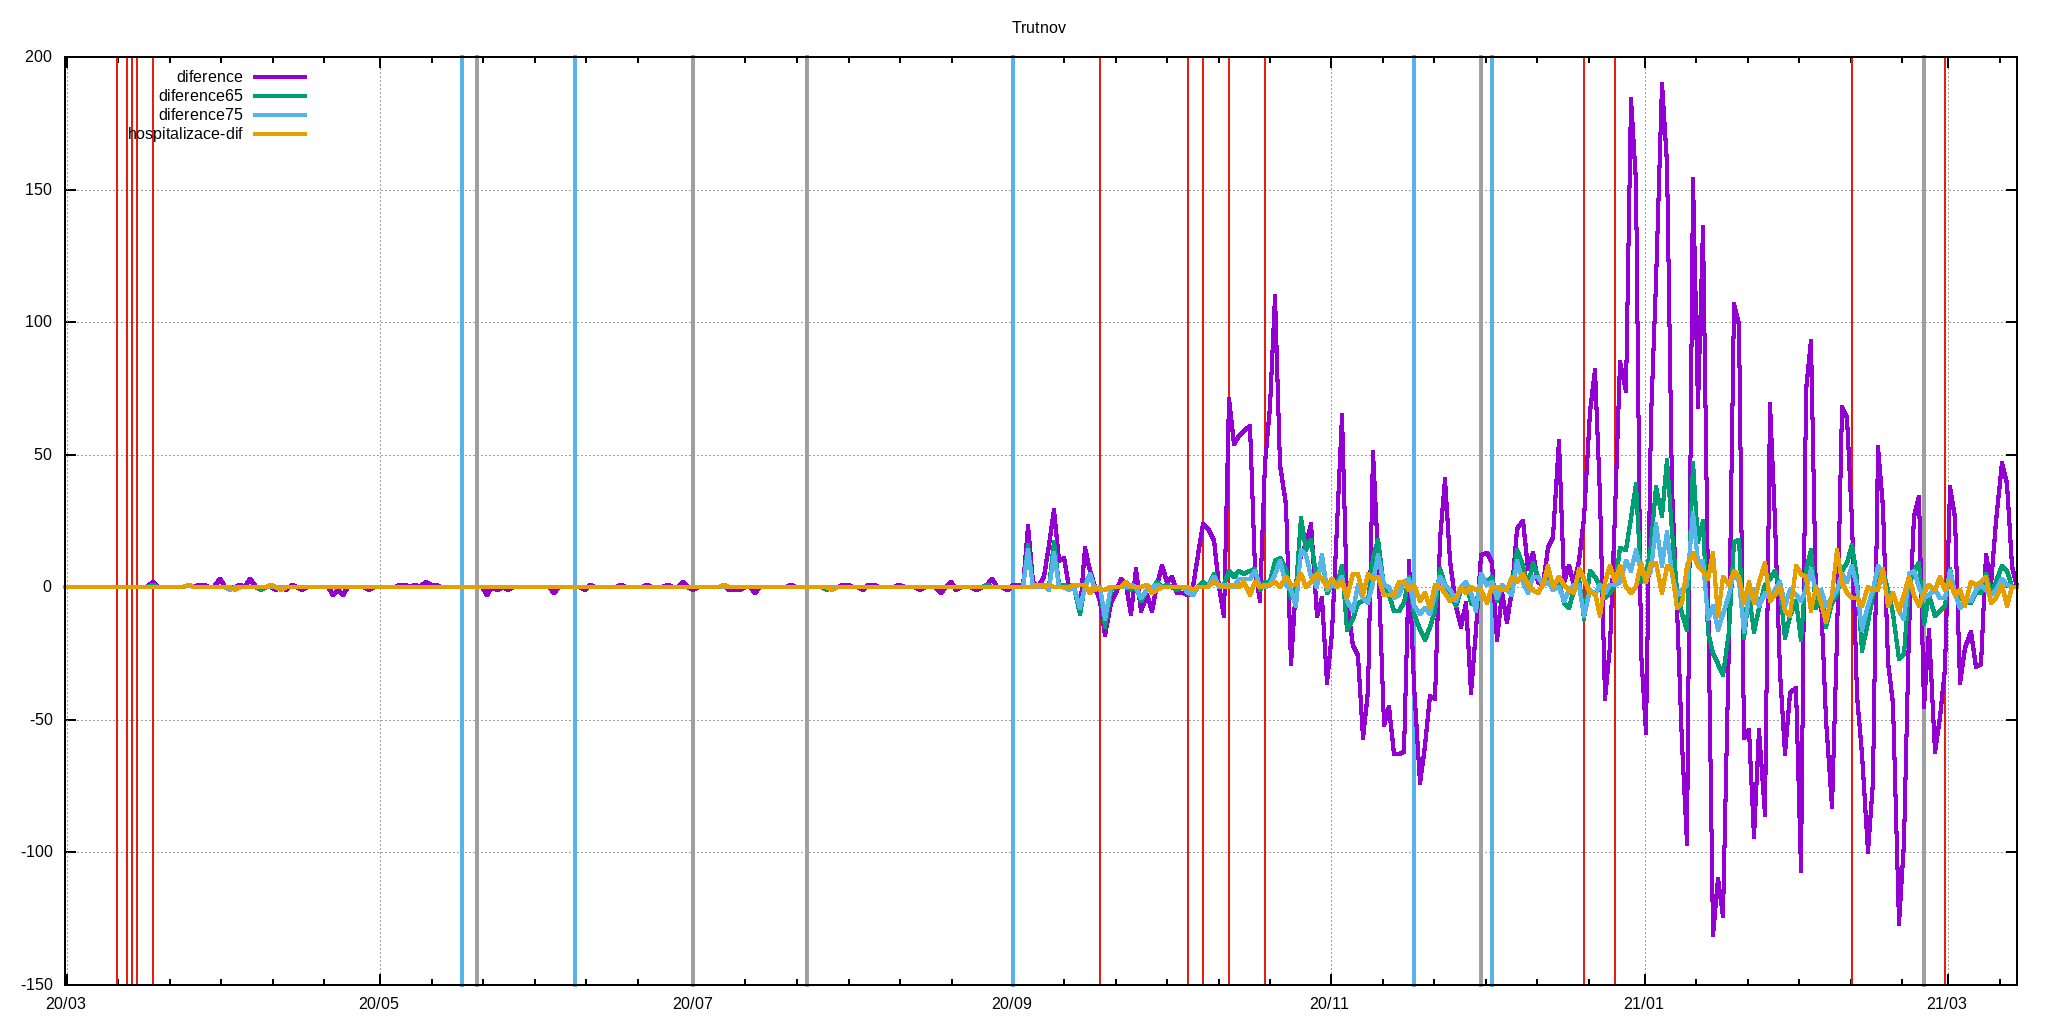 Trutnov
200
diference
diference65
diference75
hospitalizace-dif
150
100
50
0
-50
-100
-150
20/03 20/05 20/07 20/09 20/11 21/01 21/03